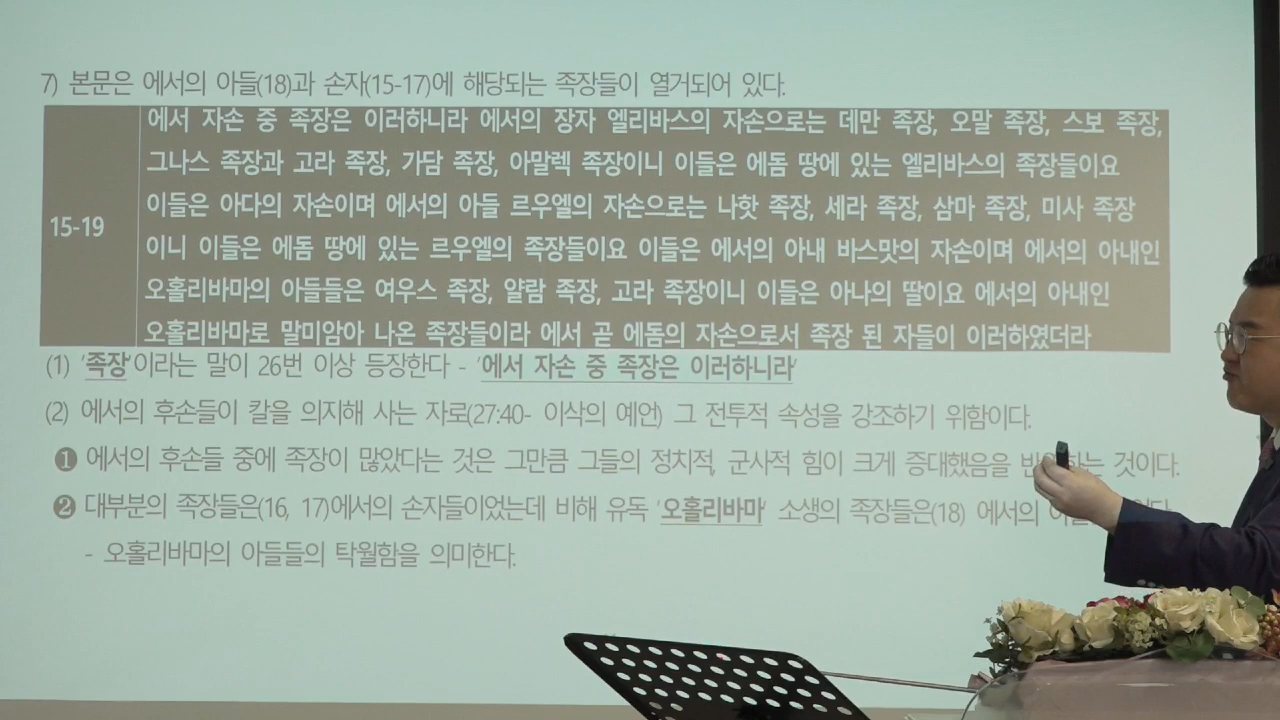 7) 본문은 에서의 아들(18)과 손자(15-17)에 해당되는 족장들이 열거되어 있다.
15-19
에서 자손 중 족장은 이러하니라 에서의 장자 엘리바스의 자손으로는 데만 족장, 오말 족장, 스보 족장,
그나스 족장과 고라 족장, 가담 족장, 아말렉 족장이니 이들은 에돔 땅에 있는 엘리바스의 족장들이요
이들은 아다의 자손이며 에서의 아들 르우엘의 자손으로는 나핫 족장, 세라 족장, 삼마 족장, 미사 족장
이니 이들은 에돔 땅에 있는 르우엘의 족장들이요 이들은 에서의 아내 바스맛의 자손이며 에서의 아내인
오홀리바마의 아들들은 여우스 족장, 얄람 족장, 고라 족장이니 이들은 아나의 딸이요 에서의 아내인
오홀리바마로 말미암아 나온 족장들이라 에서 곧 에돔의 자손으로서 족장 된 자들이 이러하였더라
(1) '족장'이라는 말이 26번 이상 등장한다 - '에서 자손 중 족장은 이러하니라'
(2) 에서의 후손들이 칼을 의지해 사는 자로(27:40- 이삭의 예언) 그 전투적 속성을 강조하기 위함이다.
❶ 에서의 후손들 중에 족장이 많았다는 것은 그만큼 그들의 정치적, 군사적 힘이 크게 증대했음을 것이다.
❷ 대부분의 족장들은(16, 17)에서의 손자들이었는데 비해 유독 '오홀리바마' 소생의 족장들은(18) 에서의
- 오홀리바마의 아들들의 탁월함을 의미한다.